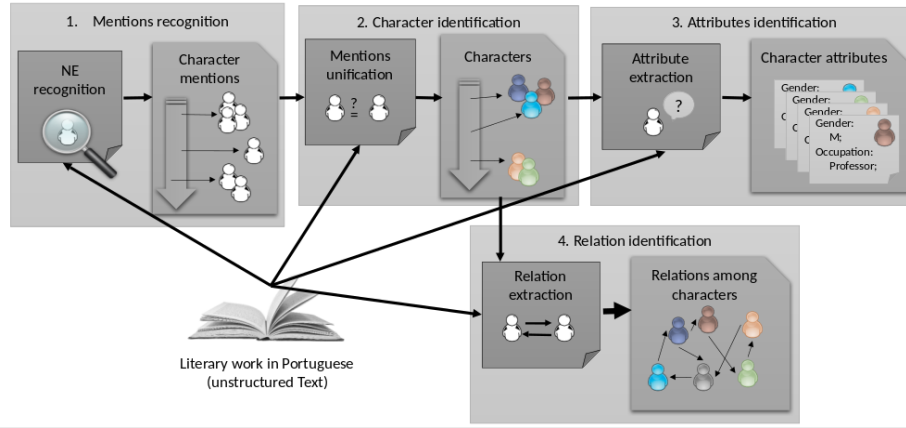 1. Mentions recognition
NE
recognition
Character
mentions
2. Character identification
Mentions
unification
?
=
Characters
3. Attributes identification
Attribute
extraction
?
Character attributes
Gender:
Gender:
Gender:
Gender:
M;
Occupation:
Professor;
4. Relation identification
Relation
extraction
Relations among
characters
Literary work in Portuguese
(unstructured Text)